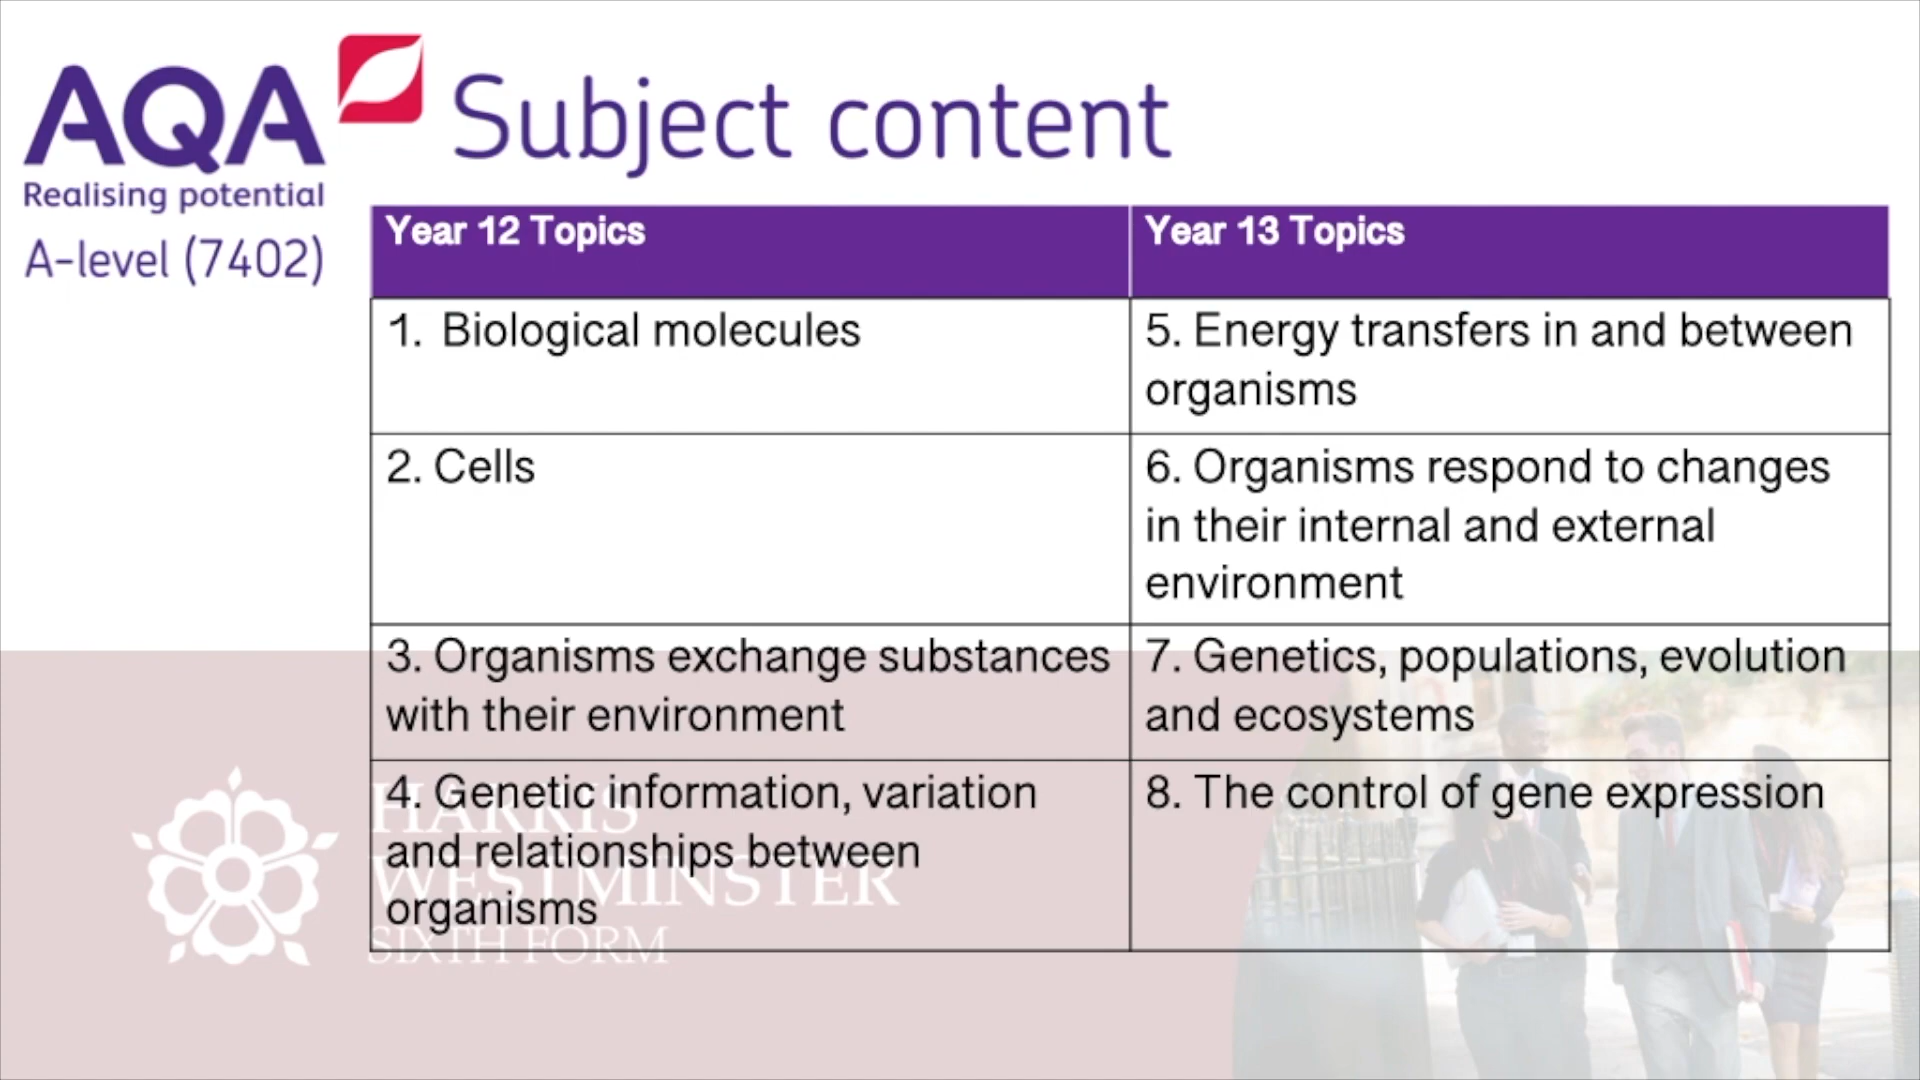 AQA
Realising potential
A-level (7402)
Subject content
Year 12 Topics
Year 13 Topics
1. Biological molecules
5. Energy transfers in and between
organisms
2. Cells
6. Organisms respond to changes
in their internal and external
environment
3. Organisms exchange substances
with their environment
7. Genetics, populations, evolution
and ecosystems
4. Genetic information, variation
and relationships between
organisms
8. The control of gene expression
HARRIS
WESTMINSTER
SIXTH FORM